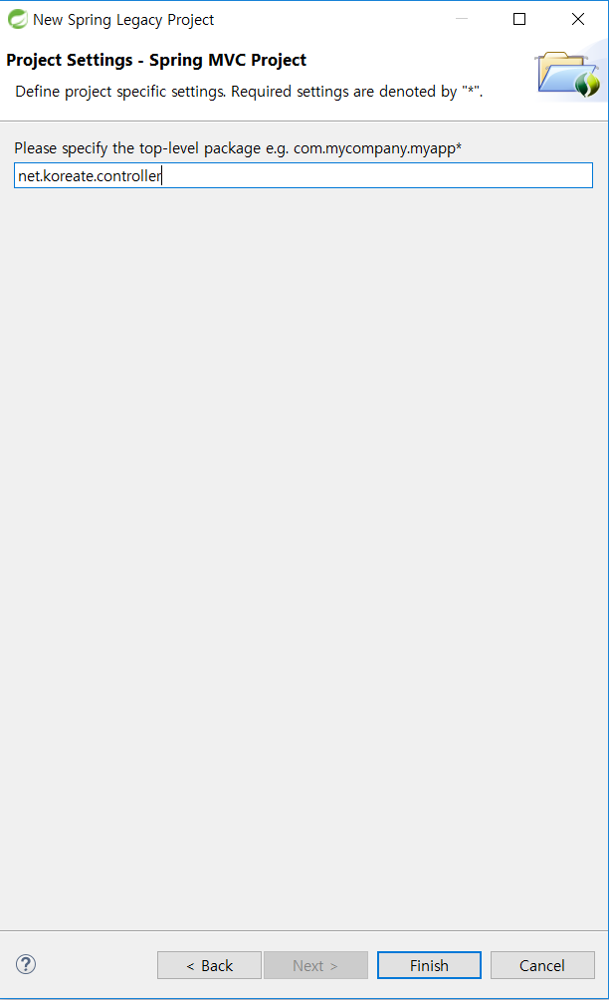 New Spring Legacy Project
Project Settings - Spring MVC Project
Define project specific settings. Required settings are denoted by "*".
Please specify the top-level package e.g. com.mycompany.myapp*
net.koreate.controller
?
< Back
Next >
Finish
Cancel